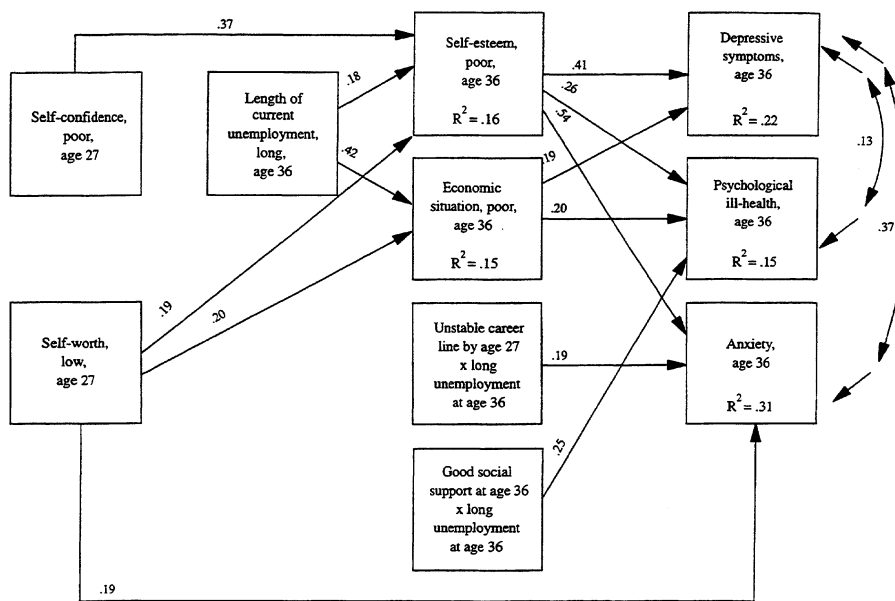 .37
Self-confidence,
poor,
age 27
Length of
current
unemployment,
long,
age 36
.18
.42
Self-esteem,
poor,
age 36
R² = .16
.41
.26
.54
Depressive
symptoms,
age 36
R² = .22
.13
.37
Economic
situation, poor,
age 36
R² = .15
.19
.20
Psychological
ill-health,
age 36
R² = .15
Self-worth,
low,
age 27
.19
.20
Unstable career
line by age 27
x long
unemployment
at age 36
.19
Anxiety,
age 36
R² = .31
Good social
support at age 36
x long
unemployment
at age 36
.25
.19